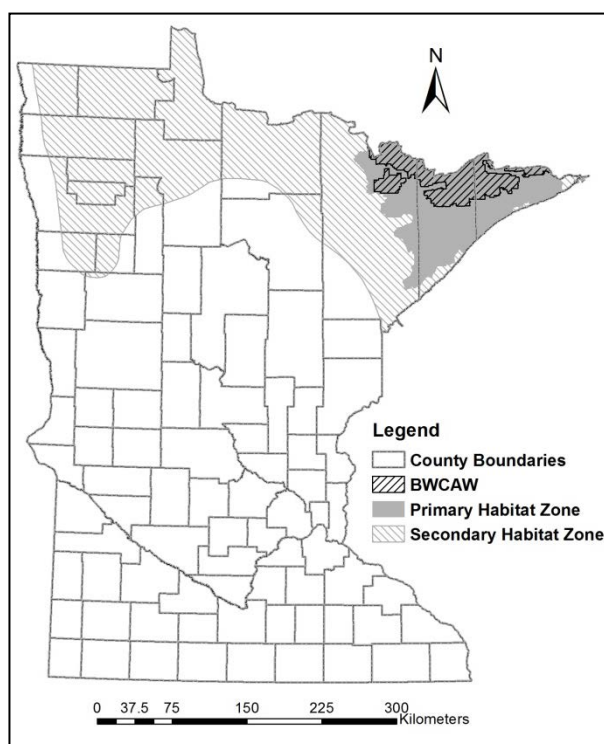 N
Legend
County Boundaries
BWCAW
Primary Habitat Zone
Secondary Habitat Zone
0 37.5 75 150 225 300
Kilometers